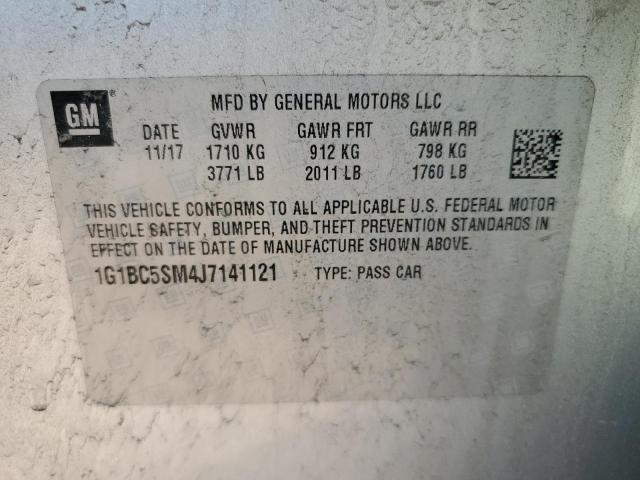 GM ®
MFD BY GENERAL MOTORS LLC
DATE GVWR GAWR FRT GAWR RR
11/17 1710 KG 912 KG 798 KG
3771 LB 2011 LB 1760 LB
THIS VEHICLE CONFORMS TO ALL APPLICABLE U.S. FEDERAL MOTOR
VEHICLE SAFETY, BUMPER, AND THEFT PREVENTION STANDARDS IN
EFFECT ON THE DATE OF MANUFACTURE SHOWN ABOVE.
1G1BC5SM4J7141121 TYPE: PASS CAR